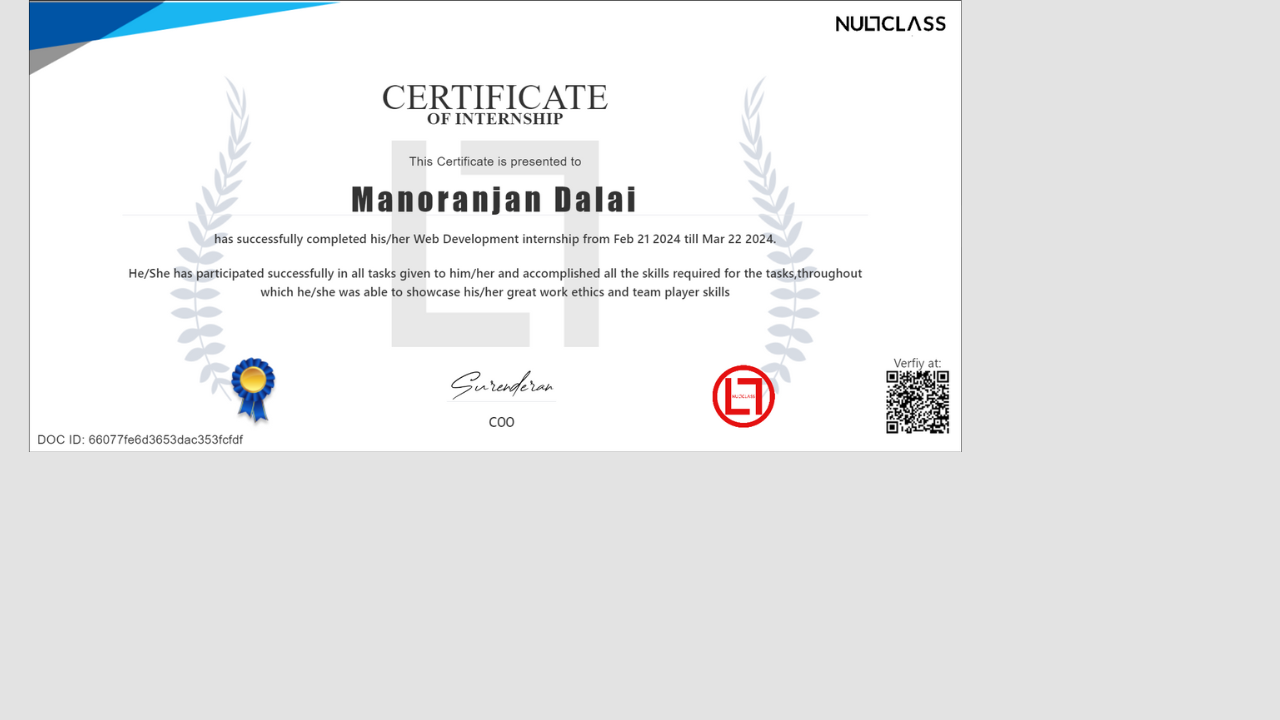 NULLCLASS
CERTIFICATE
OF INTERNSHIP
This Certificate is presented to
Manoranjan Dalai
has successfully completed his/her Web Development internship from Feb 21 2024 till Mar 22 2024.
He/She has participated successfully in all tasks given to him/her and accomplished all the skills required for the tasks,throughout
which he/she was able to showcase his/her great work ethics and team player skills
Verfiy at:
Surenderan
NULLCLASS
COO
DOC ID: 66077fe6d3653dac353fcfdf